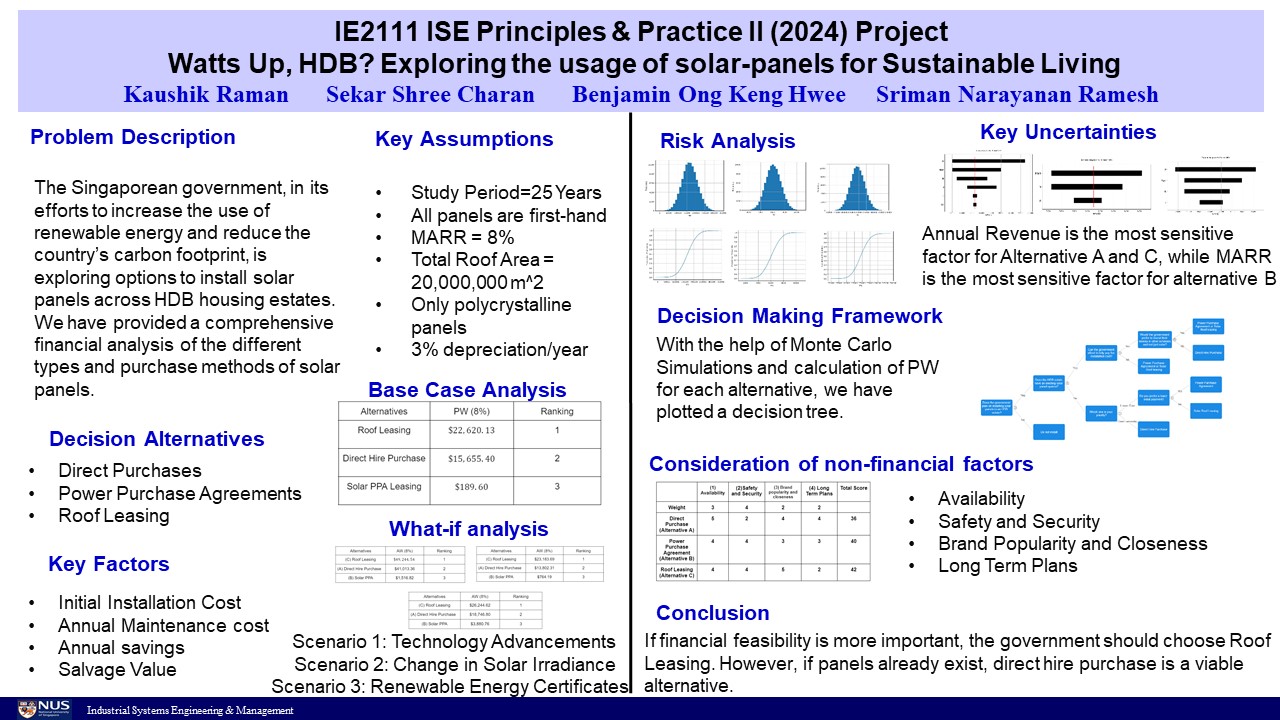 IE2111 ISE Principles & Practice II (2024) Project
Watts Up, HDB? Exploring the usage of solar-panels for Sustainable Living
Kaushik Raman Sekar Shree Charan Benjamin Ong Keng Hwee Sriman Narayanan Ramesh
Problem Description
The Singaporean government, in its
efforts to increase the use of
renewable energy and reduce the
country's carbon footprint, is
exploring options to install solar
panels across HDB housing estates.
We have provided a comprehensive
financial analysis of the different
types and purchase methods of solar
panels.
Decision Alternatives
• Direct Purchases
• Power Purchase Agreements
• Roof Leasing
Key Factors
• Initial Installation Cost
• Annual Maintenance cost
• Annual savings
• Salvage Value
Key Assumptions
• Study Period=25 Years
• All panels are first-hand
• MARR = 8%
• Total Roof Area =
20,000,000 m^2
• Only polycrystalline
panels
• 3% depreciation/year
Base Case Analysis
Alternatives PW (8%) Ranking
Roof Leasing $22,620.13 1
Direct Hire Purchase $15,655.40 2
Solar PPA Leasing $189.60 3
What-if analysis
Alternatives AW (8%) Ranking
(C) Roof Leasing 1
(A) Direct Hire Purchase $41,013.36 2
(B) Solar PPA $1,516.92 3
Alternatives AW (8%) Ranking
(C) Roof Leasing $23,183.69 1
(A) Direct Hire Purchase $13,802.31 2
(B) Solar PPA $764.19 3
Alternatives AW (8%) Ranking
(C) Roof Leasing $26,244.62 1
(A) Direct Hire Purchase $18,746.80 2
(B) Solar PPA $3,890.76 3
Scenario 1: Technology Advancements
Scenario 2: Change in Solar Irradiance
Scenario 3: Renewable Energy Certificates
Risk Analysis
Key Uncertainties
Annual Revenue is the most sensitive
factor for Alternative A and C, while MARR
is the most sensitive factor for alternative B
Decision Making Framework
With the help of Monte Carlo
Simulations and calculation of PW
for each alternative, we have
plotted a decision tree.
Consideration of non-financial factors
(1) Availability (2)Safety and Security (3) Brand popularity and closeness (4) Long Term Plans Total Score
Weight 3 4 2 2
Direct Purchase (Alternative A) 5 2 4 4 36
Power Purchase Agreement (Alternative B) 4 4 3 3 40
Roof Leasing (Alternative C) 4 4 5 2 42
• Availability
• Safety and Security
• Brand Popularity and Closeness
• Long Term Plans
Conclusion
If financial feasibility is more important, the government should choose Roof
Leasing. However, if panels already exist, direct hire purchase is a viable
alternative.
NUS
Industrial Systems Engineering & Management